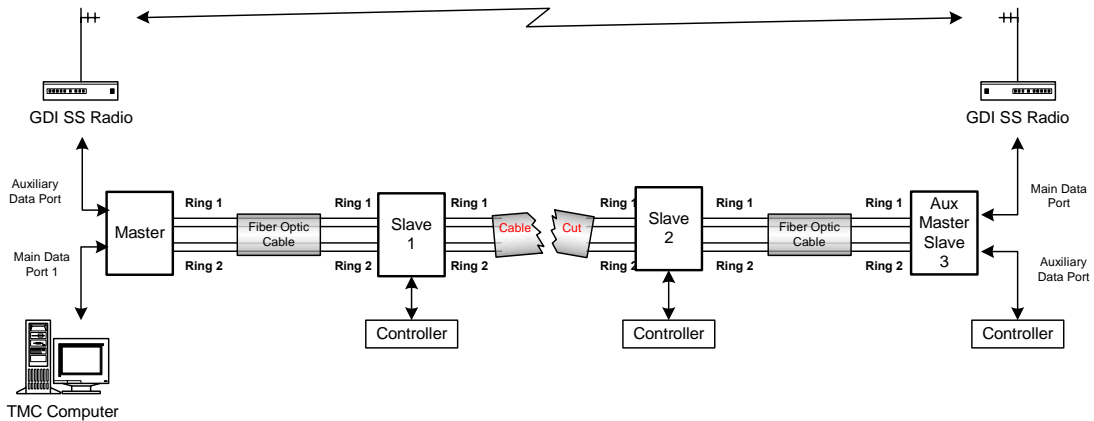 GDI SS Radio
GDI SS Radio
Auxiliary
Data Port
Main Data
Port
Ring 1
Ring 1
Ring 1
Ring 1
Ring 1
Ring 1
Master
Fiber Optic
Cable
Slave
1
Cable
Cut
Slave
2
Fiber Optic
Cable
Aux
Master
Slave
3
Main Data
Port 1
Ring 2
Ring 2
Ring 2
Ring 2
Ring 2
Ring 2
Auxiliary
Data Port
Controller
Controller
Controller
TMC Computer